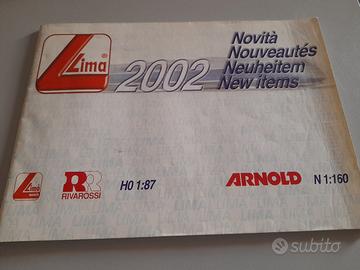 Lima®
2002
Novità
Nouveautés
Neuheitem
New items
Lima
RR
RIVAROSSI
H0 1:87
ARNOLD
N 1:160
subito